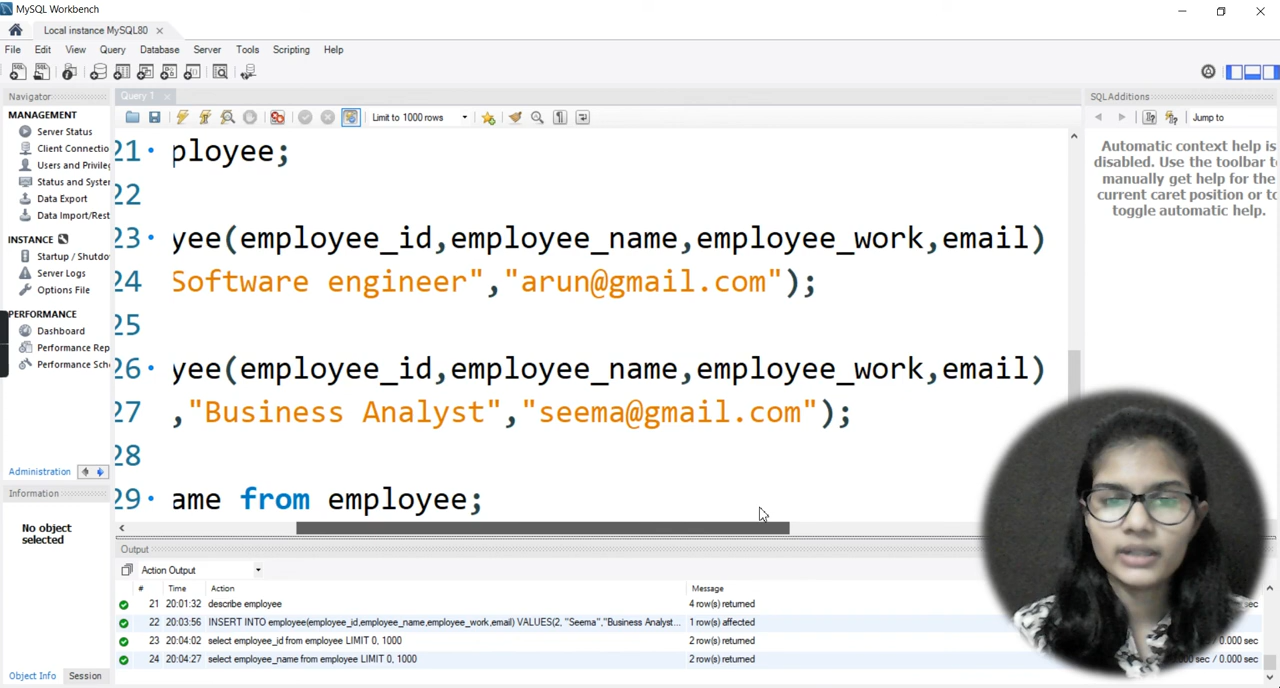 MySQL Workbench
Local instance MySQL80
File Edit View Query Database Server Tools Scripting Help
Navigator
Query 1
SQLAdditions
MANAGEMENT
Server Status
Client Connectio
Users and Privileg
Status and System
Data Export
Data Import/Rest
INSTANCE
Startup / Shutdo
Server Logs
Options File
PERFORMANCE
Dashboard
Performance Rep
Performance Sch
Administration
Information
No object
selected
Object Info Session
Limit to 1000 rows
21 ployee;
22
23 yee(employee_id,employee_name,employee_work,email)
24 Software engineer","arun@gmail.com");
25
26 yee(employee_id,employee_name,employee_work,email)
27 ,"Business Analyst","seema@gmail.com");
28
29 ame from employee;
Jump to
Automatic context help is
disabled. Use the toolbar to
manually get help for the
current caret position or to
toggle automatic help.
Output
Action Output
# Time Action Message
21 20:01:32 describe employee 4 row(s) returned
22 20:03:56 INSERT INTO employee(employee_id,employee_name,employee_work,email) VALUES(2, "Seema","Business Analyst... 1 row(s) affected
23 20:04:02 select employee_id from employee LIMIT 0, 1000 2 row(s) returned / 0.000 sec
24 20:04:27 select employee_name from employee LIMIT 0, 1000 2 row(s) returned sec / 0.000 sec